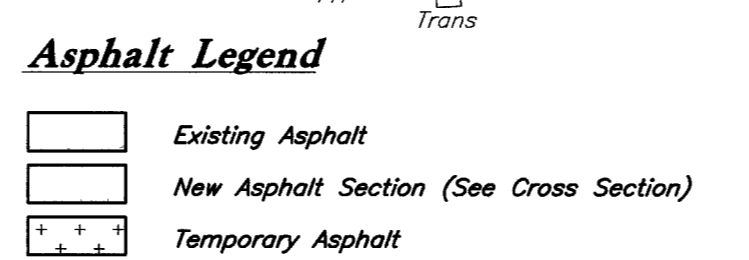 Trans
Asphalt Legend
Existing Asphalt
New Asphalt Section (See Cross Section)
Temporary Asphalt